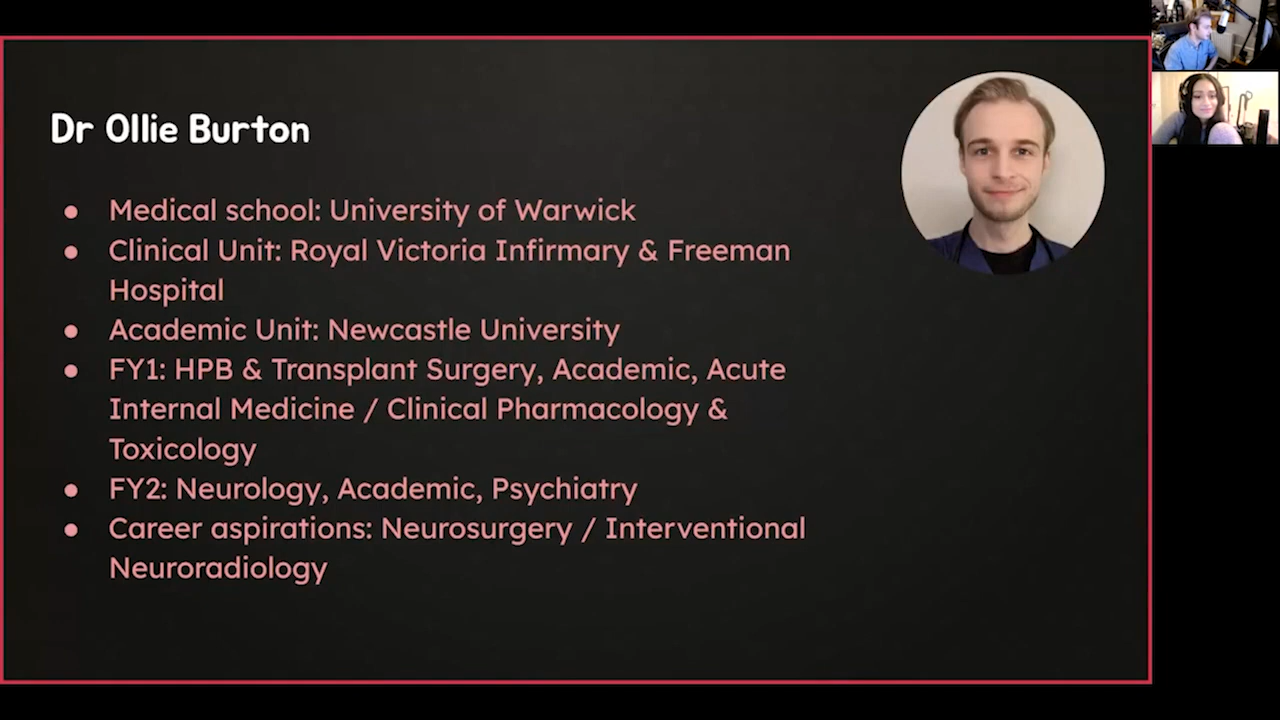 Dr Ollie Burton
● Medical school: University of Warwick
● Clinical Unit: Royal Victoria Infirmary & Freeman
Hospital
● Academic Unit: Newcastle University
● FY1: HPB & Transplant Surgery, Academic, Acute
Internal Medicine / Clinical Pharmacology &
Toxicology
● FY2: Neurology, Academic, Psychiatry
● Career aspirations: Neurosurgery / Interventional
Neuroradiology